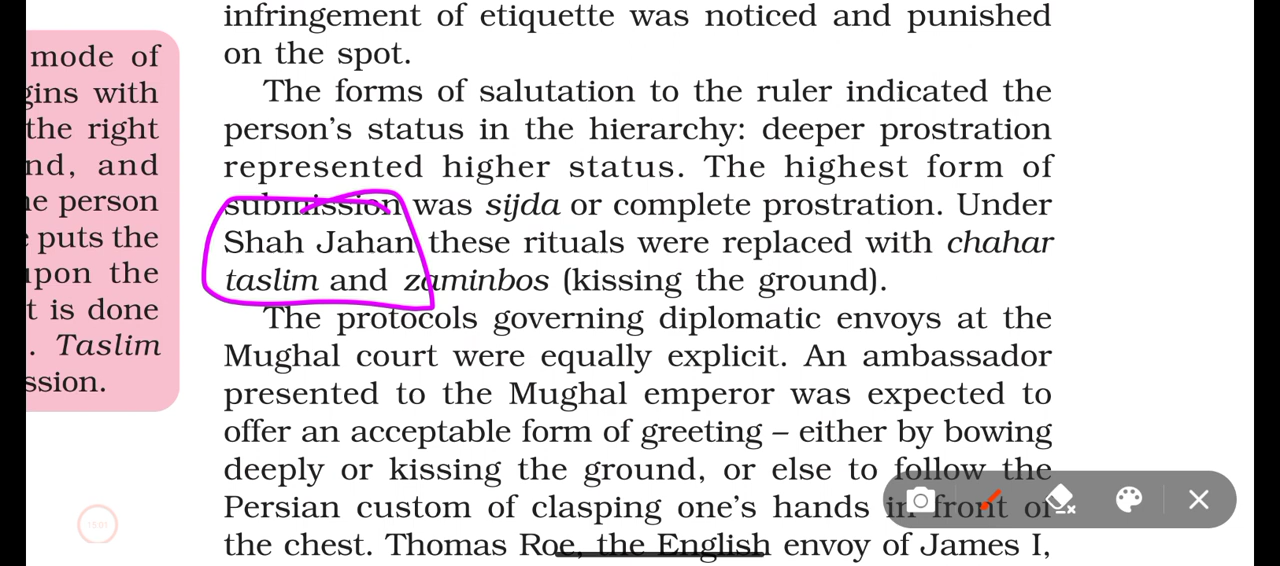 mode of
gins with
the right
nd, and
ne person
puts the
upon the
t is done
. Taslim
ssion.
infringement of etiquette was noticed and punished
on the spot.
The forms of salutation to the ruler indicated the
person's status in the hierarchy: deeper prostration
represented higher status. The highest form of
submission was sijda or complete prostration. Under
Shah Jahan these rituals were replaced with chahar
taslim and zaminbos (kissing the ground).
The protocols governing diplomatic envoys at the
Mughal court were equally explicit. An ambassador
presented to the Mughal emperor was expected to
offer an acceptable form of greeting – either by bowing
deeply or kissing the ground, or else to follow the
Persian custom of clasping one's hands in front of
the chest. Thomas Roe, the English envoy of James I,
15:01